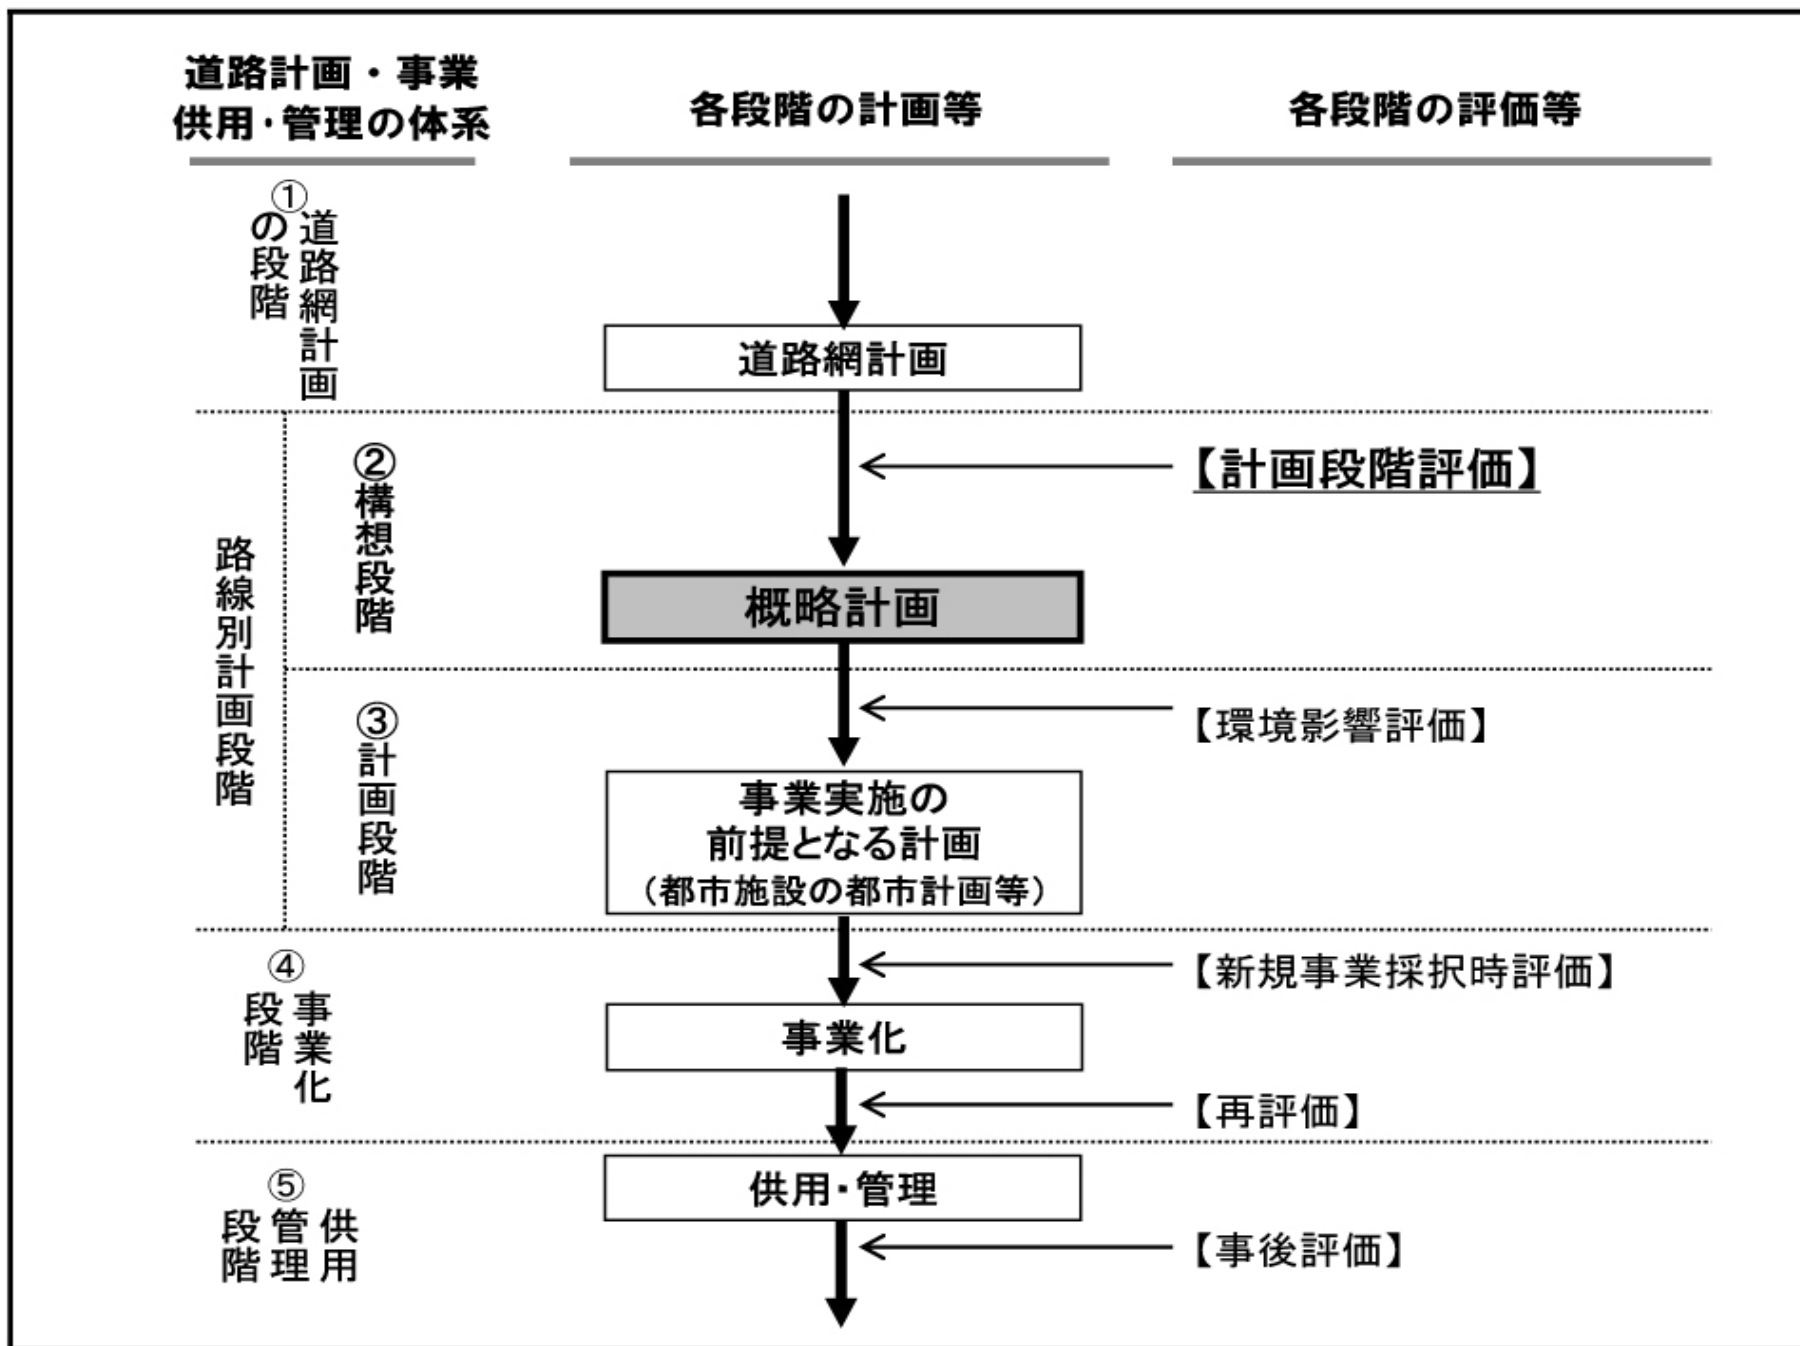 道路計画・事業
供用・管理の体系
各段階の計画等
各段階の評価等
①
道路網計画
の段階
道路網計画
路線別計画段階
②
構想段階
【計画段階評価】
概略計画
③
計画段階
【環境影響評価】
事業実施の
前提となる計画
（都市施設の都市計画等）
④
事業化
段階
【新規事業採択時評価】
事業化
【再評価】
⑤
供用
管理
段階
供用・管理
【事後評価】